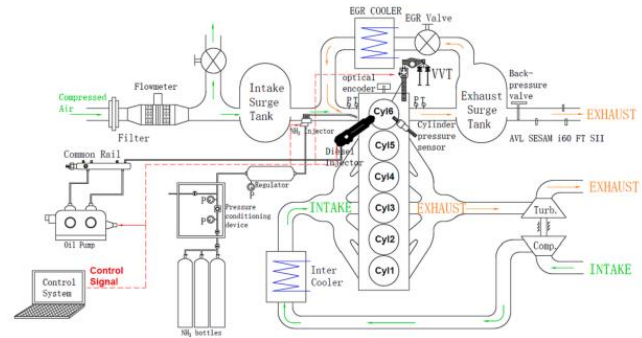 EGR COOLER
EGR Valve
Compressed
Air
Flowmeter
Filter
Intake
Surge
Tank
optical
encoder
VVT
P T
P T
Exhaust
Surge
Tank
Back-
pressure
valve
EXHAUST
AVL SESAM i60 FT SII
NH3 Injector
Diesel
Injector
Cylinder
pressure
sensor
Cyl6
Cyl5
Cyl4
Cyl3
Cyl2
Cyl1
Common Rail
Oil Pump
Regulator
P
P
P
Pressure
conditioning
device
INTAKE
EXHAUST
EXHAUST
Turb.
Comp.
INTAKE
Inter
Cooler
Control
System
Control
Signal
NH3 bottles